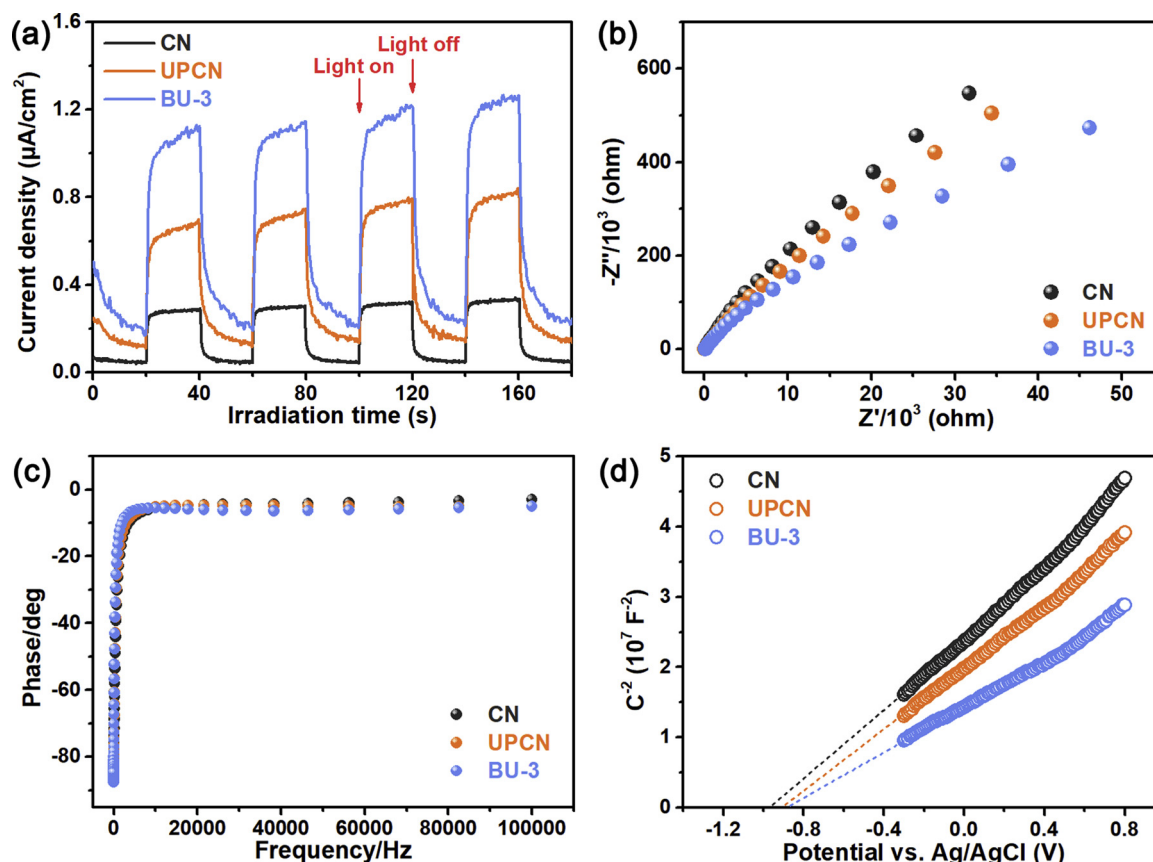 (a)
1.6
1.2
0.8
0.4
0.0
Current density (µA/cm²)
CN
UPCN
BU-3
Light on
Light off
0
40
80
120
160
Irradiation time (s)
(b)
600
400
200
0
-Z''/10³ (ohm)
CN
UPCN
BU-3
0
10
20
30
40
50
Z'/10³ (ohm)
(c)
0
-20
-40
-60
-80
Phase/deg
CN
UPCN
BU-3
0
20000
40000
60000
80000
100000
Frequency/Hz
(d)
5
4
3
2
1
0
C⁻² (10⁷ F⁻²)
CN
UPCN
BU-3
-1.2
-0.8
-0.4
0.0
0.4
0.8
Potential vs. Ag/AgCl (V)